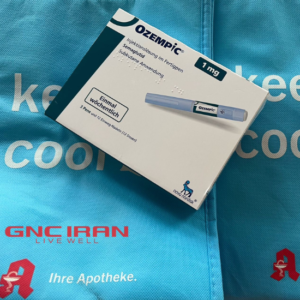 OZEMPIC®
1 mg
Injektionslösung im Fertigpen
Semaglutid
Subkutane Anwendung
Einmal
wöchentlich
OZEMPIC
kee
cool
kee
cool
GNC IRAN
LIVE WELL
Ihre Apotheke.